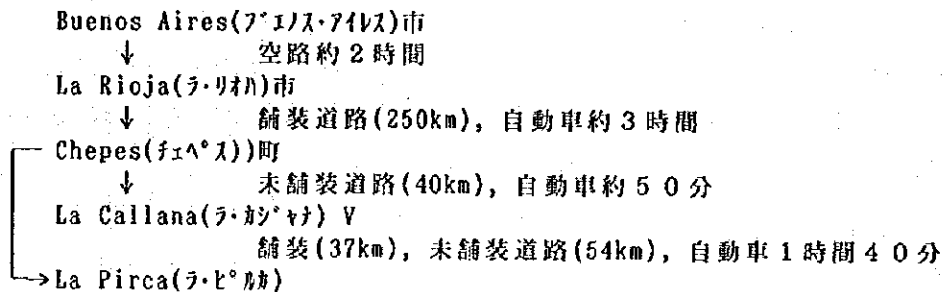 Buenos Aires(ﾌﾞｴﾉｽ･ｱｲﾚｽ)市
↓ 空路約２時間
La Rioja(ﾗ･ﾘｵﾊ)市
↓ 舗装道路(250km), 自動車約３時間
Chepes(ﾁｪﾍﾟｽ))町
↓ 未舗装道路(40km), 自動車約５０分
La Callana(ﾗ･ｶｼﾞｬﾅ) V
舗装(37km), 未舗装道路(54km), 自動車１時間４０分
→La Pirca(ﾗ･ﾋﾟﾙｶ)